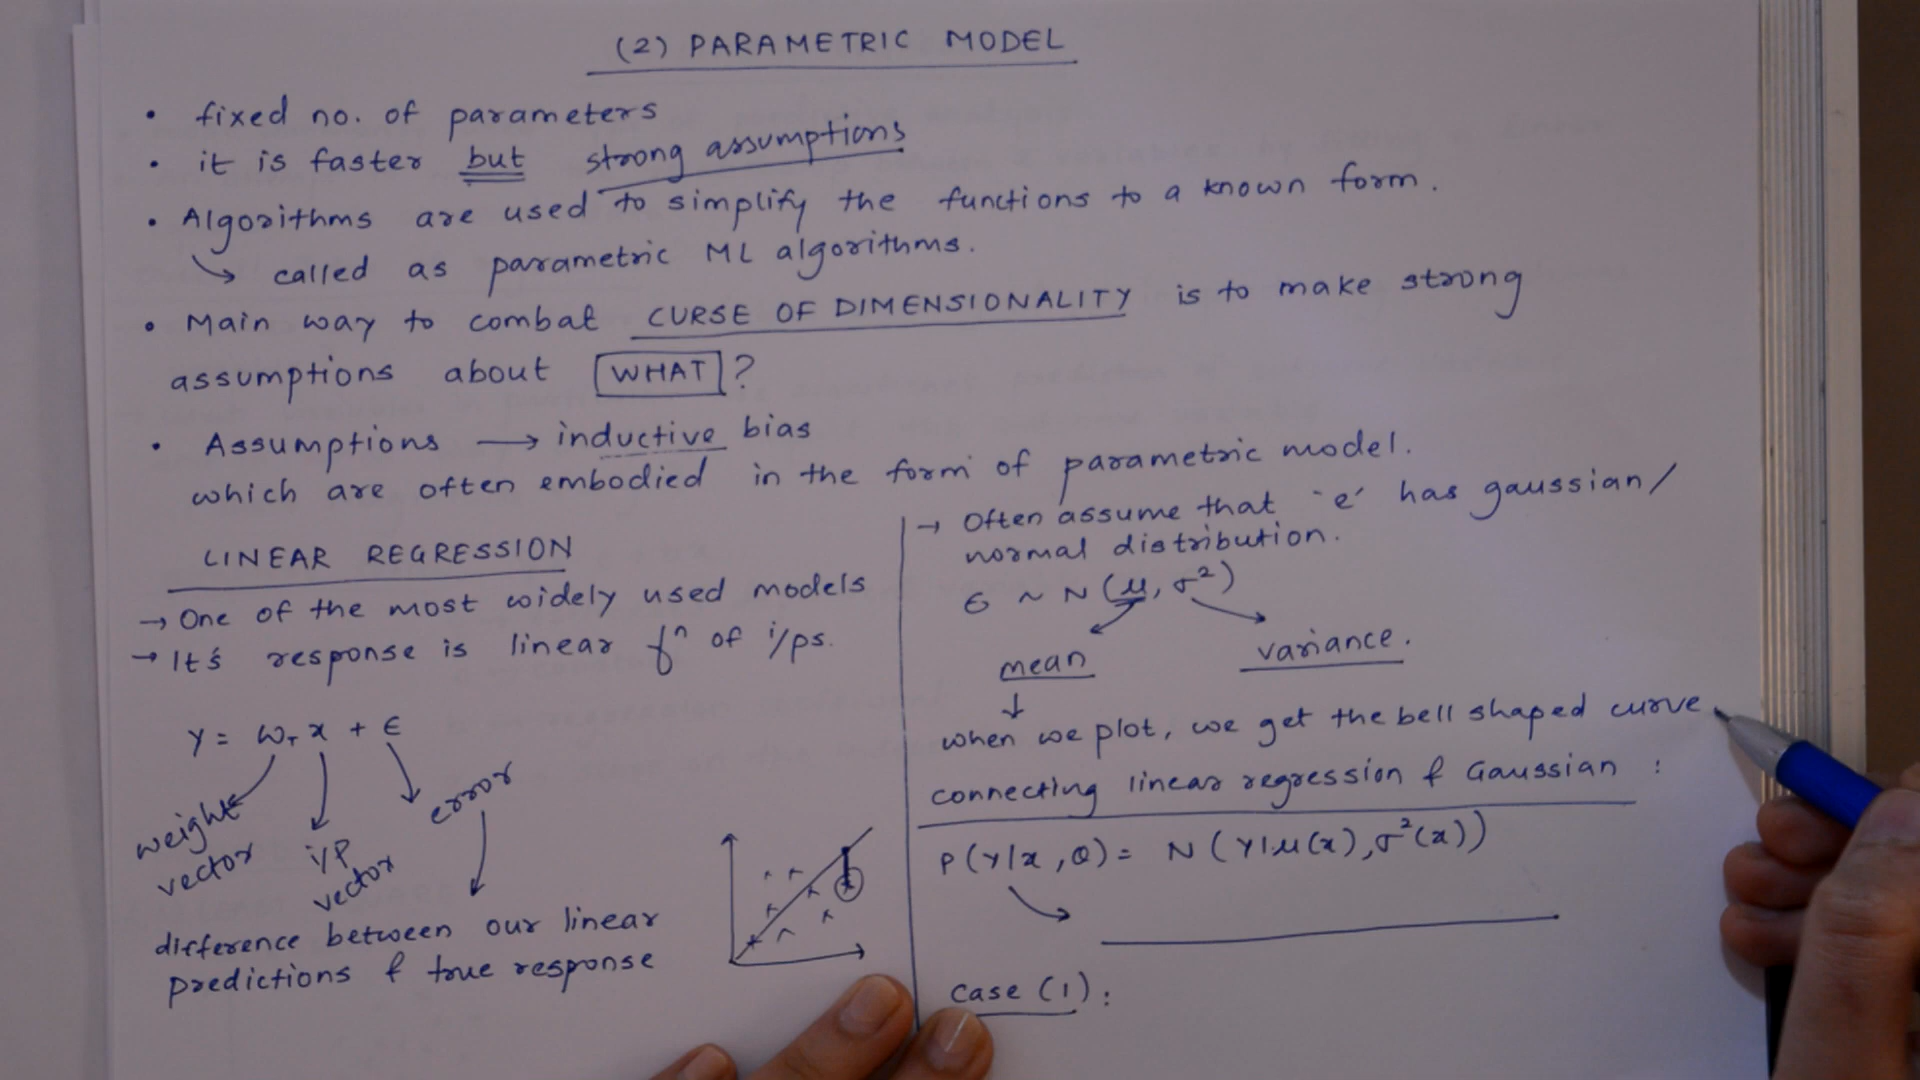 (2) PARAMETRIC MODEL
• fixed no. of parameters
• it is faster but strong assumptions
• Algorithms are used to simplify the functions to a known form.
↳ called as parametric ML algorithms.
• Main way to combat CURSE OF DIMENSIONALITY is to make strong
assumptions about WHAT ?
• Assumptions → inductive bias
which are often embodied in the form of parametric model.
LINEAR REGRESSION
→ One of the most widely used models
→ It's response is linear fⁿ of i/ps.
Y = ω_T x + ϵ
weight vector
i/P vector
error
difference between our linear
predictions & true response
→ Often assume that 'e' has gaussian/
normal distribution.
ϵ ~ N (μ, σ²)
mean
variance.
when we plot, we get the bell shaped curve
connecting linear regression & Gaussian :
P(Y|x, θ) = N (Y|μ(x), σ²(x))
Case (1) :